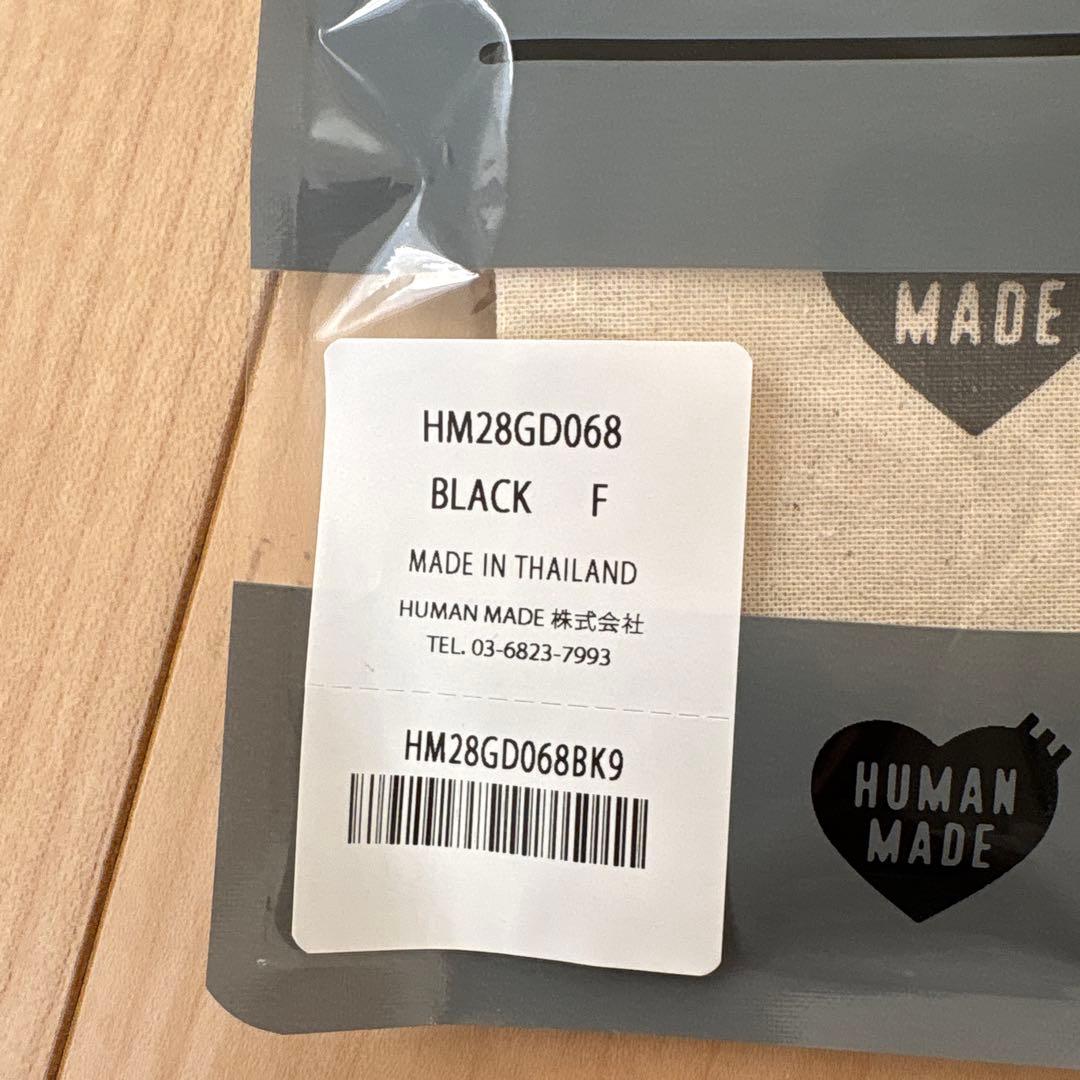 MADE
HM28GD068
BLACK F
MADE IN THAILAND
HUMAN MADE 株式会社
TEL. 03-6823-7993
HM28GD068BK9
HUMAN
MADE